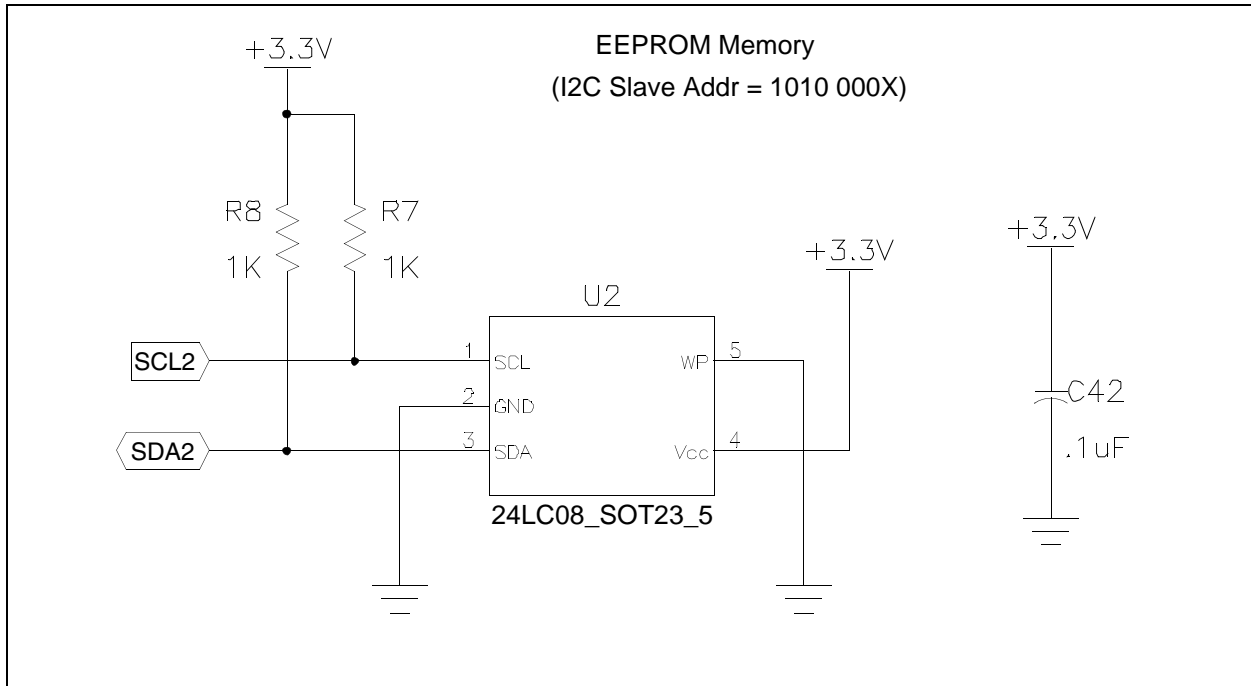 EEPROM Memory
(I2C Slave Addr = 1010 000X)
+3.3V
R8
1K
R7
1K
+3.3V
+3.3V
U2
SCL2
1
SCL
WP
5
2
GND
SDA2
3
SDA
Vcc
4
24LC08_SOT23_5
C42
.1uF